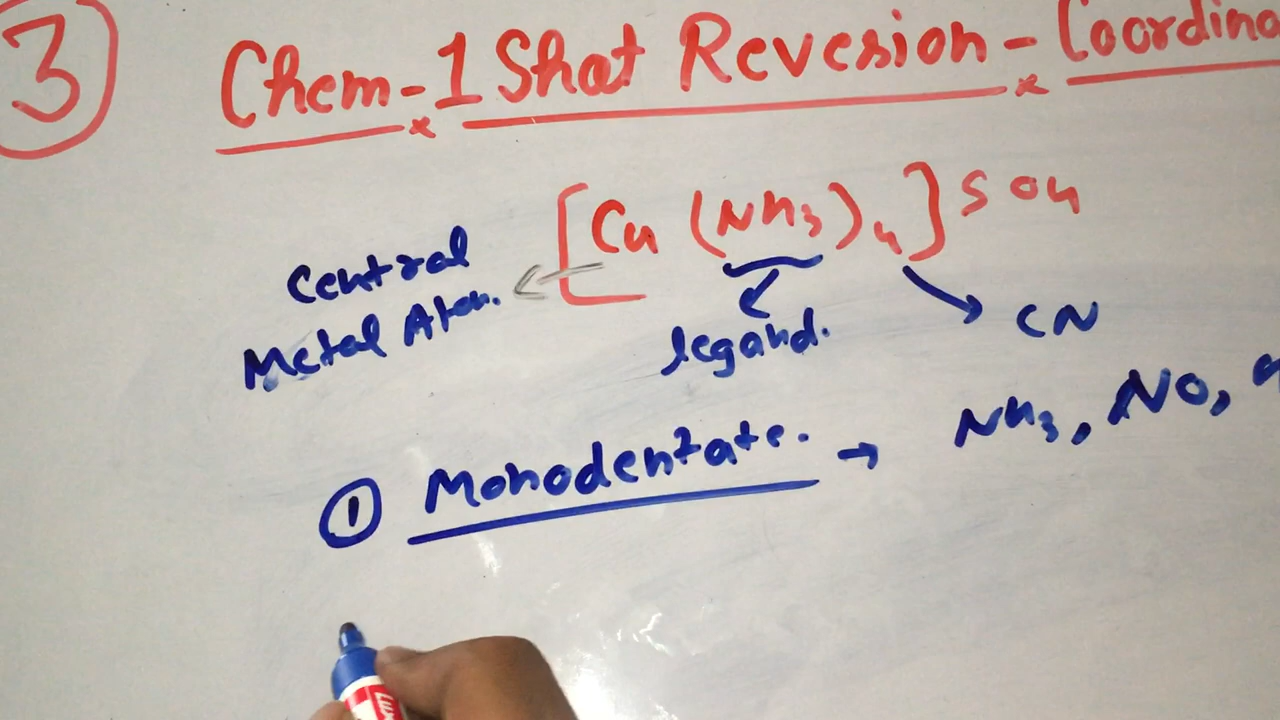 3
Chem-1 Shot Revesion - Coordina
[Cu (NH3)4] SO4
Central
Metal Atom.
legand.
CN
① Monodentate. → NH3, NO,
Lux